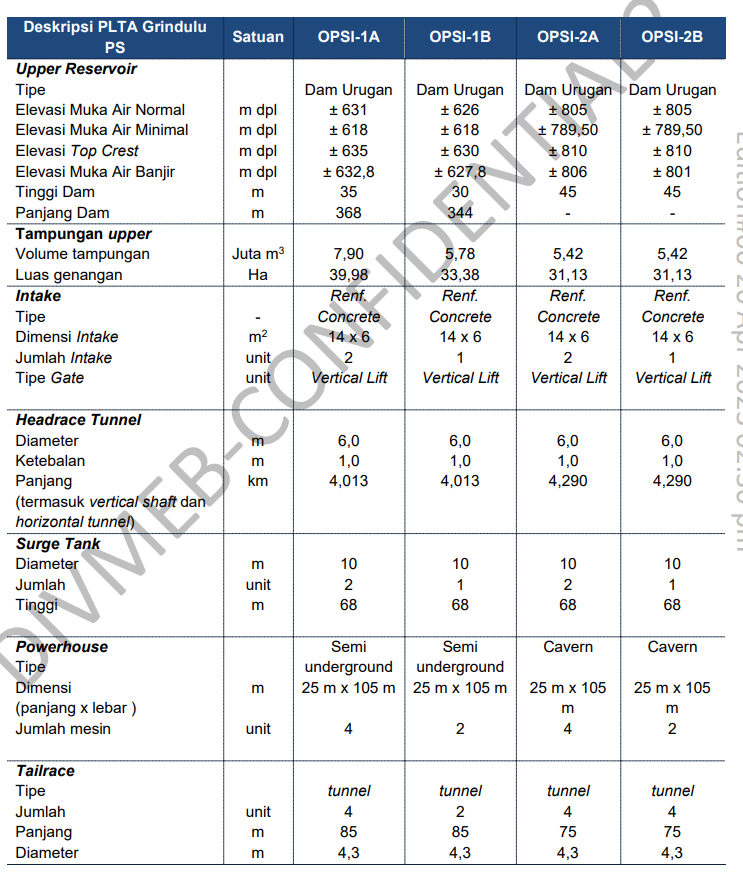 Deskripsi PLTA Grindulu PS Satuan OPSI-1A OPSI-1B OPSI-2A OPSI-2B
Upper Reservoir
Tipe Dam Urugan Dam Urugan Dam Urugan Dam Urugan
Elevasi Muka Air Normal m dpl ± 631 ± 626 ± 805 ± 805
Elevasi Muka Air Minimal m dpl ± 618 ± 618 ± 789,50 ± 789,50
Elevasi Top Crest m dpl ± 635 ± 630 ± 810 ± 810
Elevasi Muka Air Banjir m dpl ± 632,8 ± 627,8 ± 806 ± 801
Tinggi Dam m 35 30 45 45
Panjang Dam m 368 344 - -
Tampungan upper
Volume tampungan Juta m³ 7,90 5,78 5,42 5,42
Luas genangan Ha 39,98 33,38 31,13 31,13
Intake Renf. Renf. Renf. Renf.
Tipe - Concrete Concrete Concrete Concrete
Dimensi Intake m² 14 x 6 14 x 6 14 x 6 14 x 6
Jumlah Intake unit 2 1 2 1
Tipe Gate unit Vertical Lift Vertical Lift Vertical Lift Vertical Lift
Headrace Tunnel
Diameter m 6,0 6,0 6,0 6,0
Ketebalan m 1,0 1,0 1,0 1,0
Panjang km 4,013 4,013 4,290 4,290
(termasuk vertical shaft dan
horizontal tunnel)
Surge Tank
Diameter m 10 10 10 10
Jumlah unit 2 1 2 1
Tinggi m 68 68 68 68
Powerhouse Semi Semi Cavern Cavern
Tipe underground underground
Dimensi m 25 m x 105 m 25 m x 105 m 25 m x 105 25 m x 105
(panjang x lebar ) m m
Jumlah mesin unit 4 2 4 2
Tailrace
Tipe tunnel tunnel tunnel tunnel
Jumlah unit 4 2 4 4
Panjang m 85 85 75 75
Diameter m 4,3 4,3 4,3 4,3
DIVMEB-CONFIDENTIAL